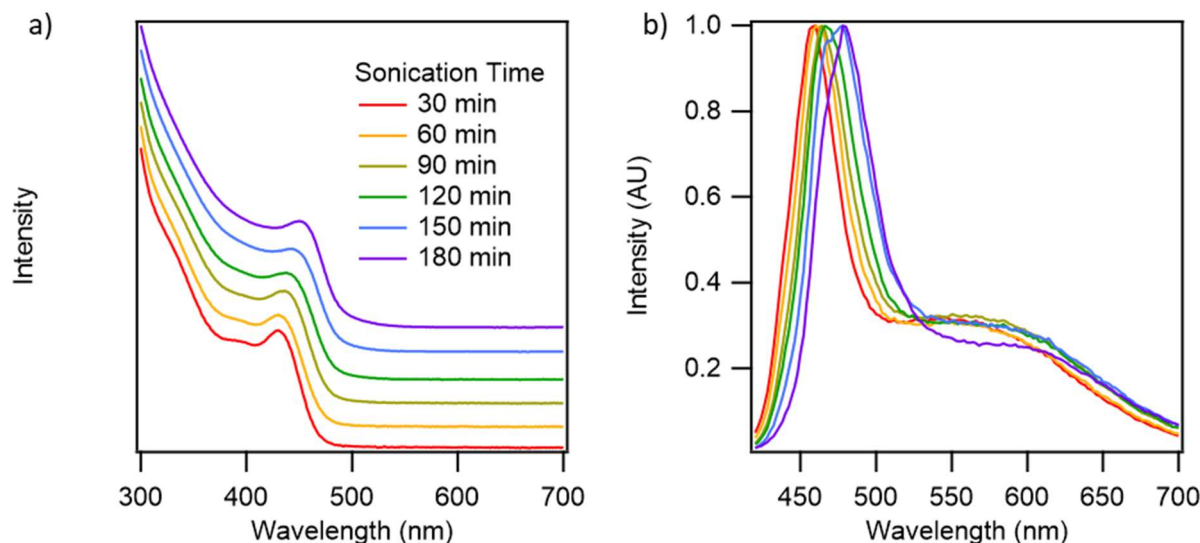 a)
Intensity
Sonication Time
30 min
60 min
90 min
120 min
150 min
180 min
300 400 500 600 700
Wavelength (nm)
b)
Intensity (AU)
1.0
0.8
0.6
0.4
0.2
450 500 550 600 650 700
Wavelength (nm)